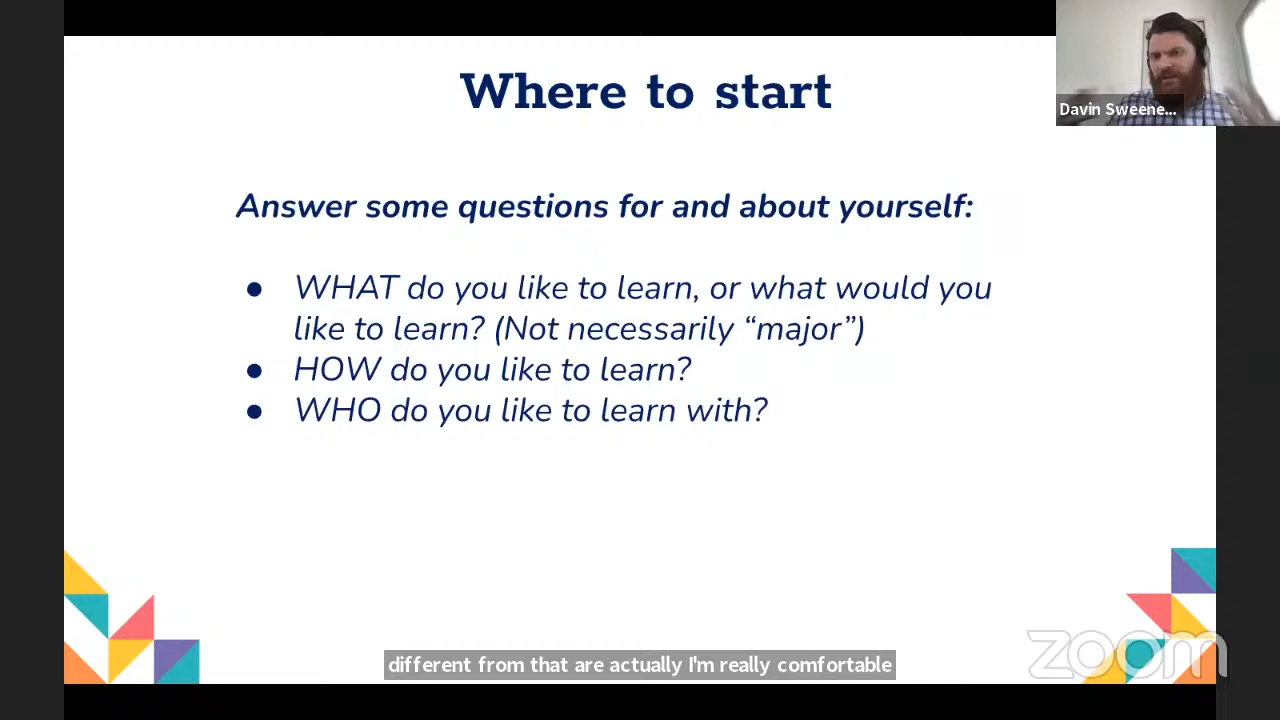 Where to start
Davin Sweene...
Answer some questions for and about yourself:
● WHAT do you like to learn, or what would you
like to learn? (Not necessarily “major”)
● HOW do you like to learn?
● WHO do you like to learn with?
zoom
different from that are actually I'm really comfortable